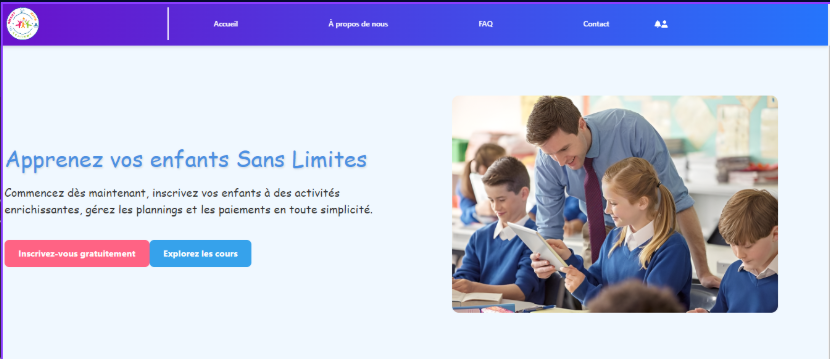 Accueil
À propos de nous
FAQ
Contact
Apprenez vos enfants Sans Limites
Commencez dès maintenant, inscrivez vos enfants à des activités
enrichissantes, gérez les plannings et les paiements en toute simplicité.
Inscrivez-vous gratuitement
Explorez les cours